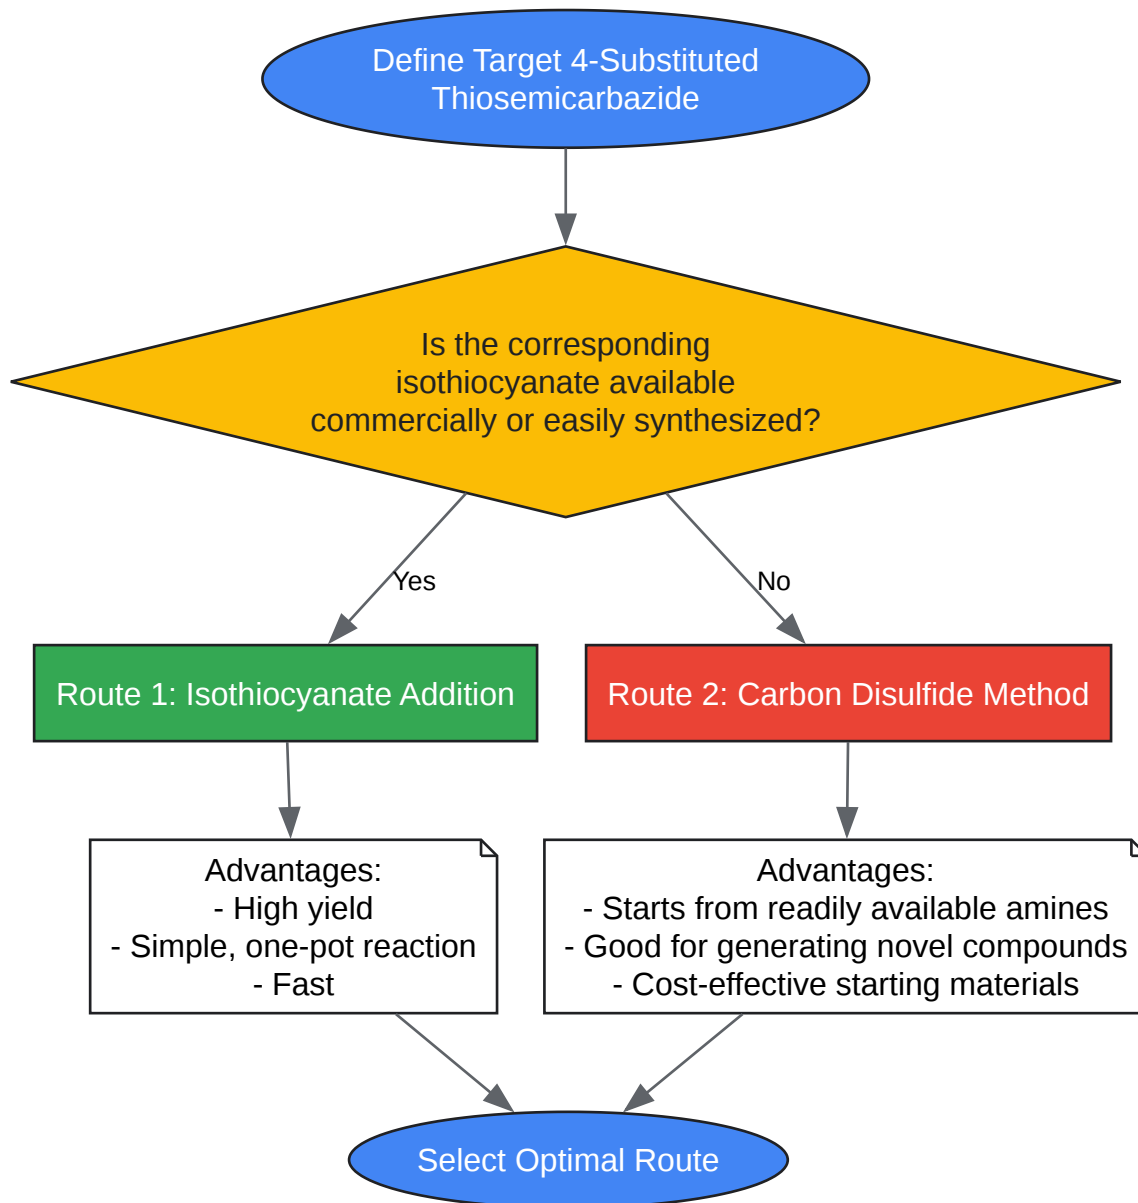 Define Target 4-Substituted
Thiosemicarbazide
Is the corresponding
isothiocyanate available
commercially or easily synthesized?
Yes
No
Route 1: Isothiocyanate Addition
Route 2: Carbon Disulfide Method
Advantages:
- High yield
- Simple, one-pot reaction
- Fast
Advantages:
- Starts from readily available amines
- Good for generating novel compounds
- Cost-effective starting materials
Select Optimal Route